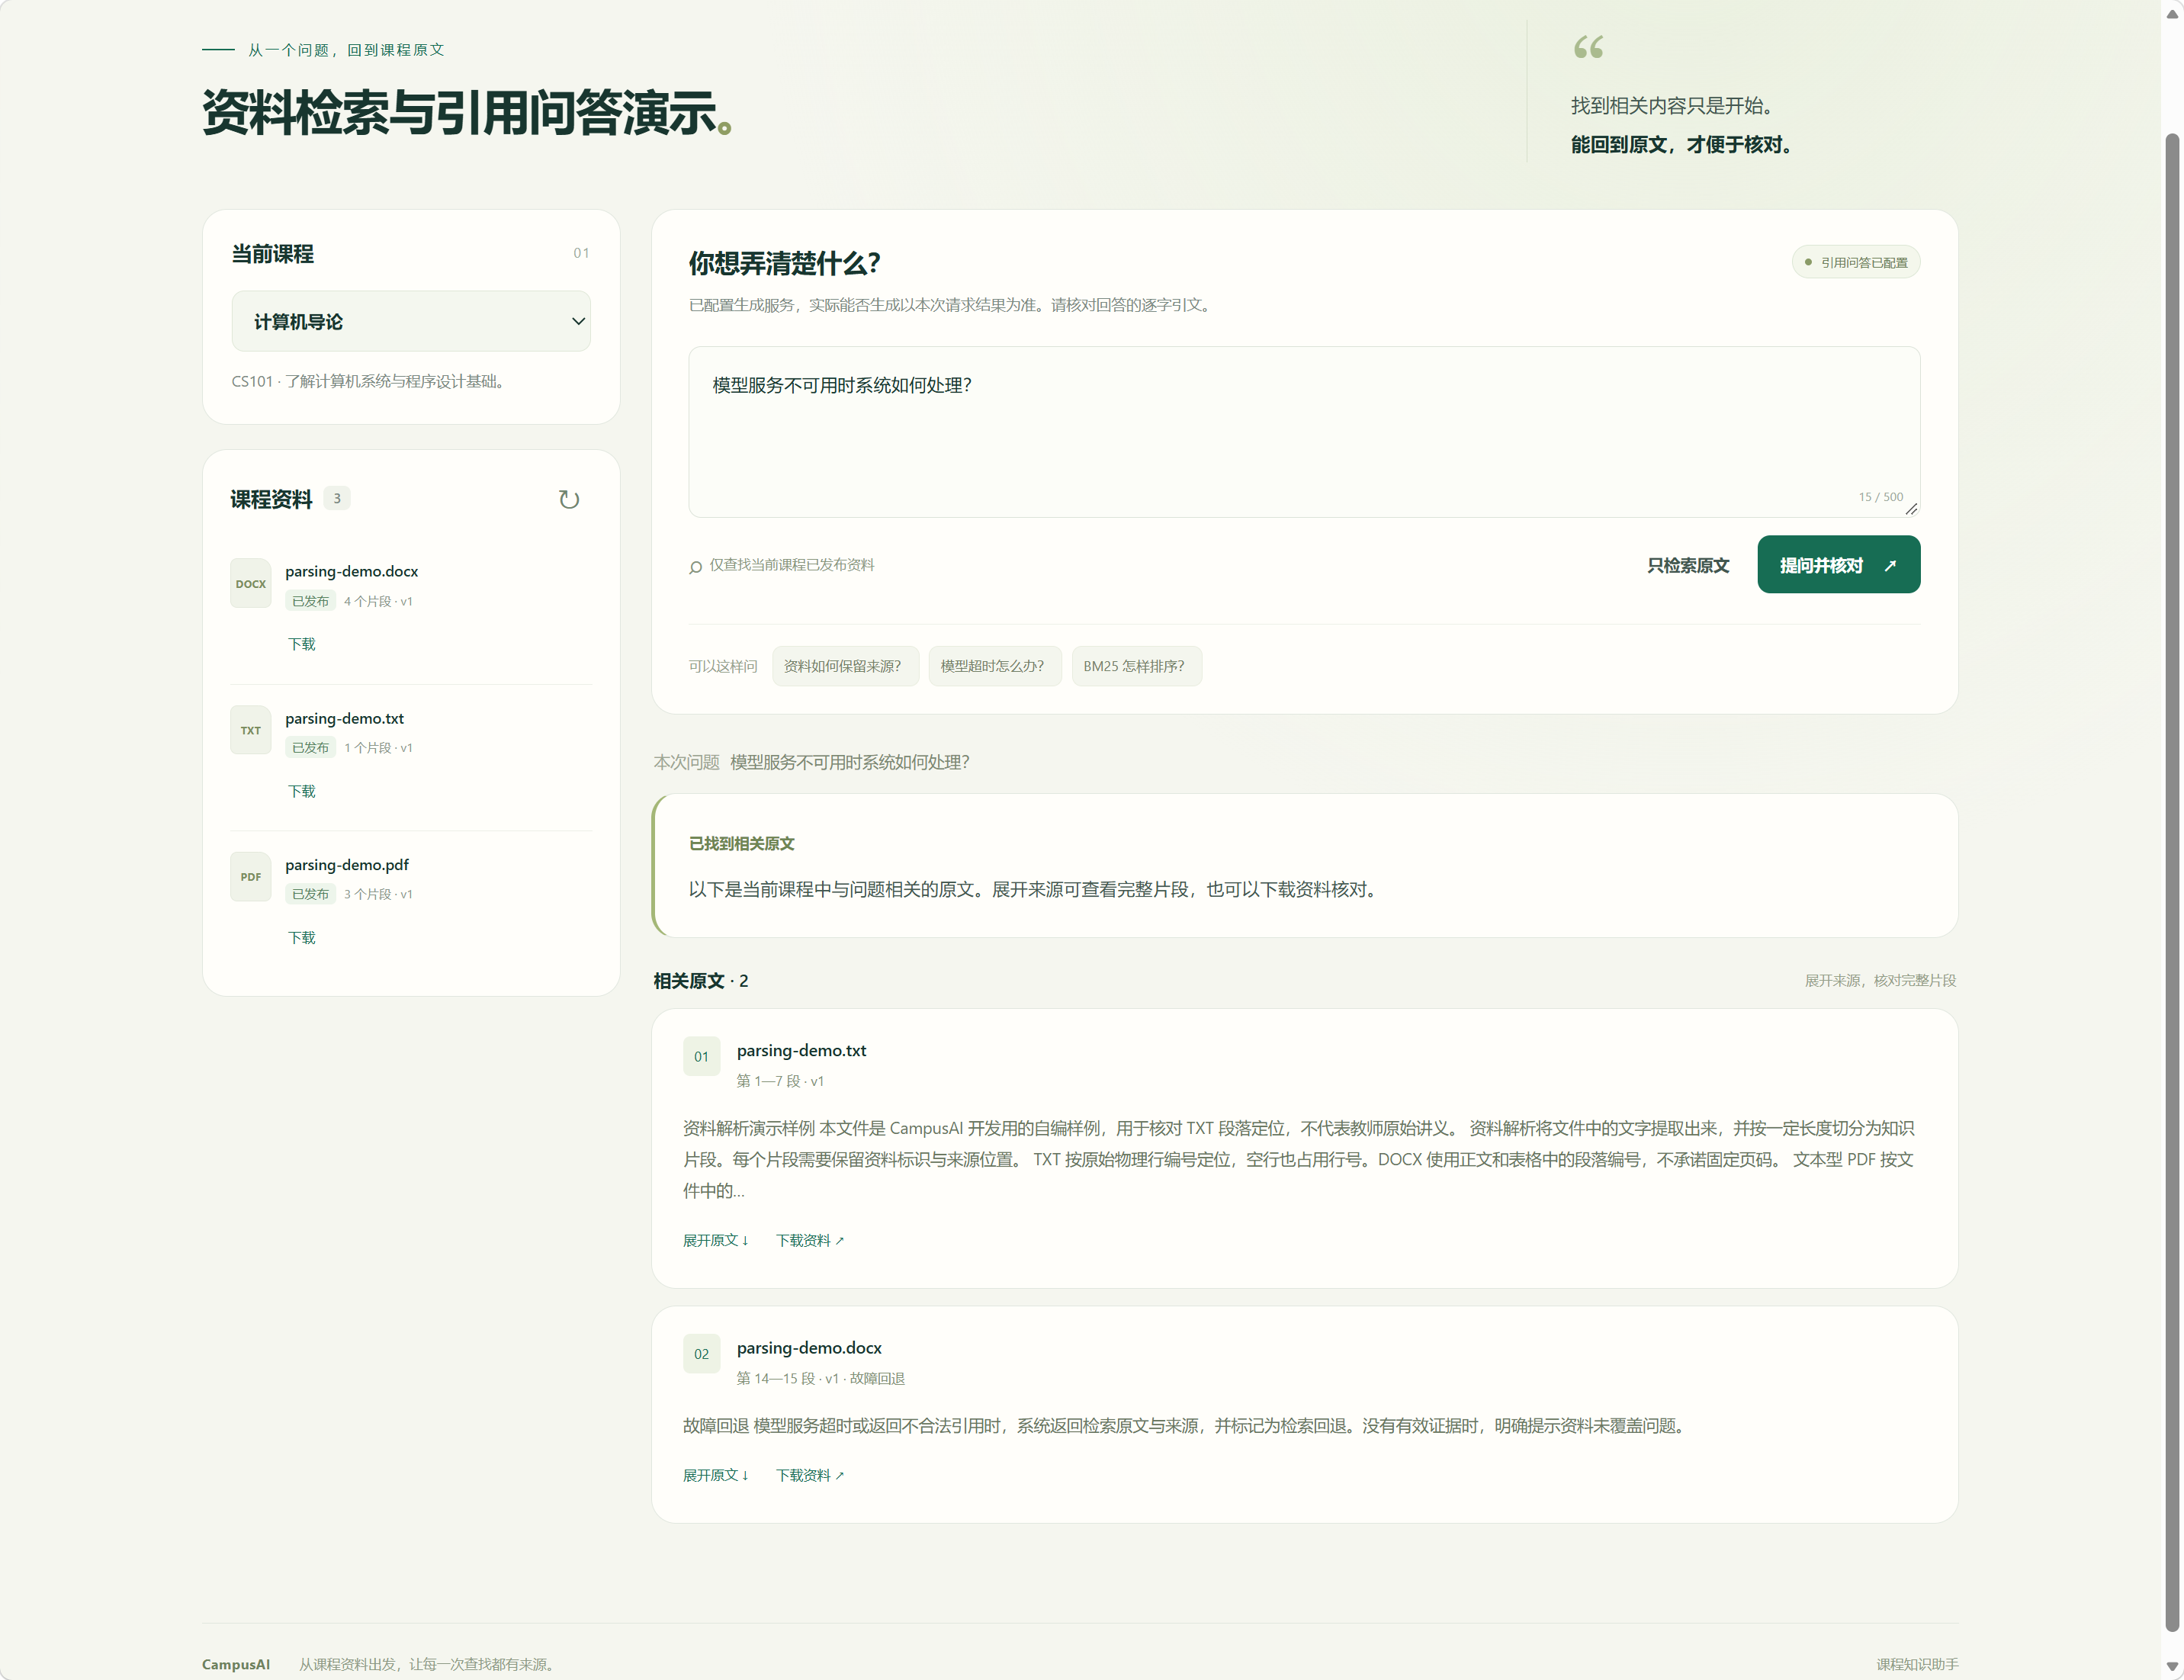 从一个问题，回到课程原文
资料检索与引用问答演示。
“
找到相关内容只是开始。
能回到原文，才便于核对。
当前课程
01
计算机导论
CS101 · 了解计算机系统与程序设计基础。
课程资料 3
DOCX
parsing-demo.docx
已发布 4 个片段 · v1
下载
TXT
parsing-demo.txt
已发布 1 个片段 · v1
下载
PDF
parsing-demo.pdf
已发布 3 个片段 · v1
下载
你想弄清楚什么？
引用问答已配置
已配置生成服务，实际能否生成以本次请求结果为准。请核对回答的逐字引文。
模型服务不可用时系统如何处理？
15 / 500
仅查找当前课程已发布资料
只检索原文
提问并核对 ↗
可以这样问 资料如何保留来源？ 模型超时怎么办？ BM25 怎样排序？
本次问题 模型服务不可用时系统如何处理？
已找到相关原文
以下是当前课程中与问题相关的原文。展开来源可查看完整片段，也可以下载资料核对。
相关原文 · 2
展开来源，核对完整片段
01
parsing-demo.txt
第 1—7 段 · v1
资料解析演示样例 本文件是 CampusAI 开发用的自编样例，用于核对 TXT 段落定位，不代表教师原始讲义。 资料解析将文件中的文字提取出来，并按一定长度切分为知识
片段。每个片段需要保留资料标识与来源位置。 TXT 按原始物理行编号定位，空行也占用行号。DOCX 使用正文和表格中的段落编号，不承诺固定页码。 文本型 PDF 按文
件中的…
展开原文 ↓ 下载资料 ↗
02
parsing-demo.docx
第 14—15 段 · v1 · 故障回退
故障回退 模型服务超时或返回不合法引用时，系统返回检索原文与来源，并标记为检索回退。没有有效证据时，明确提示资料未覆盖问题。
展开原文 ↓ 下载资料 ↗
CampusAI 从课程资料出发，让每一次查找都有来源。
课程知识助手